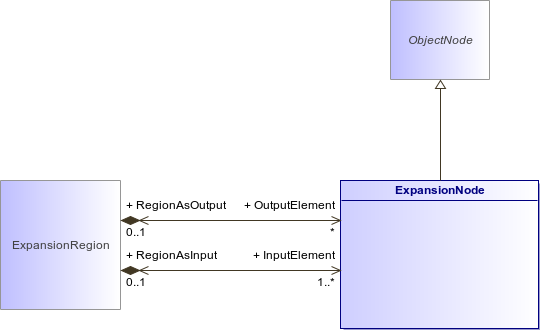 ObjectNode
ExpansionNode
+ RegionAsOutput + OutputElement
0..1 *
ExpansionRegion
+ RegionAsInput + InputElement
0..1 1..*